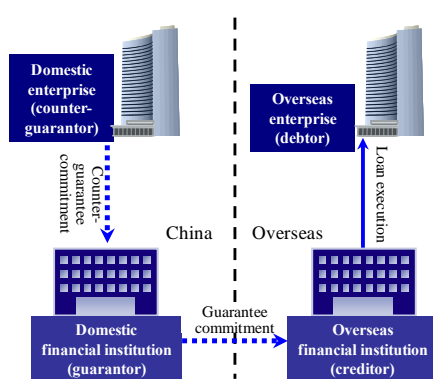 Domestic
enterprise
(counter-
guarantor)
Overseas
enterprise
(debtor)
Counter-
guarantee
commitment
Loan execution
China
Overseas
Guarantee
commitment
Domestic
financial institution
(guarantor)
Overseas
financial institution
(creditor)